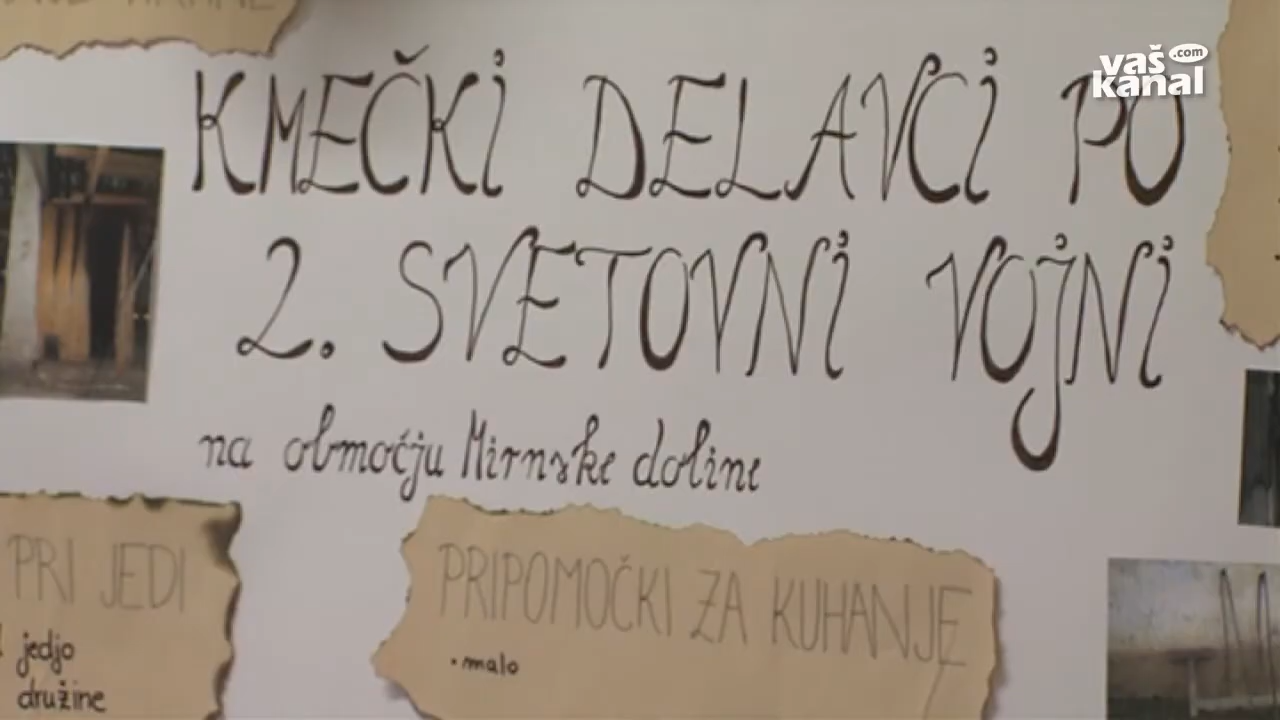 vaš
kanal
.com
KMEČKI DELAVCI PO
2. SVETOVNI VOJNI
na območju Mirnske doline
PRI JEDI
jedjo
družine
PRIPOMOČKI ZA KUHANJE
• malo